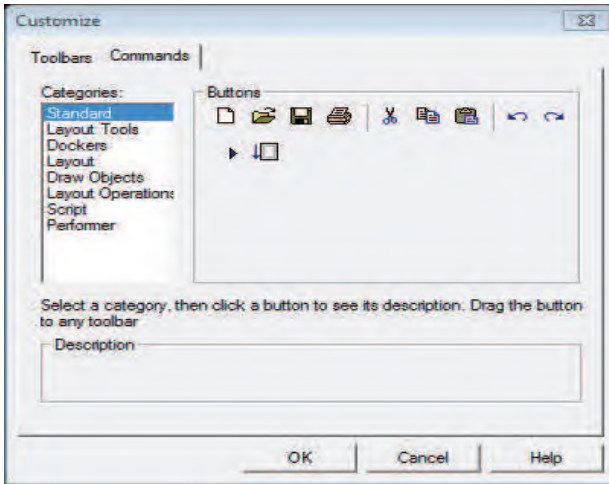 Customize
Toolbars Commands
Categories:
Standard
Layout Tools
Dockers
Layout
Draw Objects
Layout Operations
Script
Performer
Buttons
Select a category, then click a button to see its description. Drag the button
to any toolbar
Description
OK Cancel Help